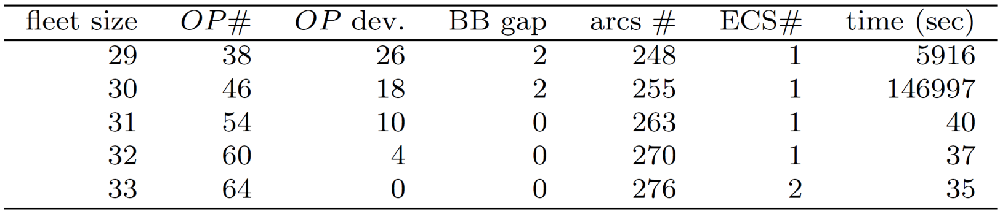 fleet size OP# OP dev. BB gap arcs # ECS# time (sec)
29 38 26 2 248 1 5916
30 46 18 2 255 1 146997
31 54 10 0 263 1 40
32 60 4 0 270 1 37
33 64 0 0 276 2 35